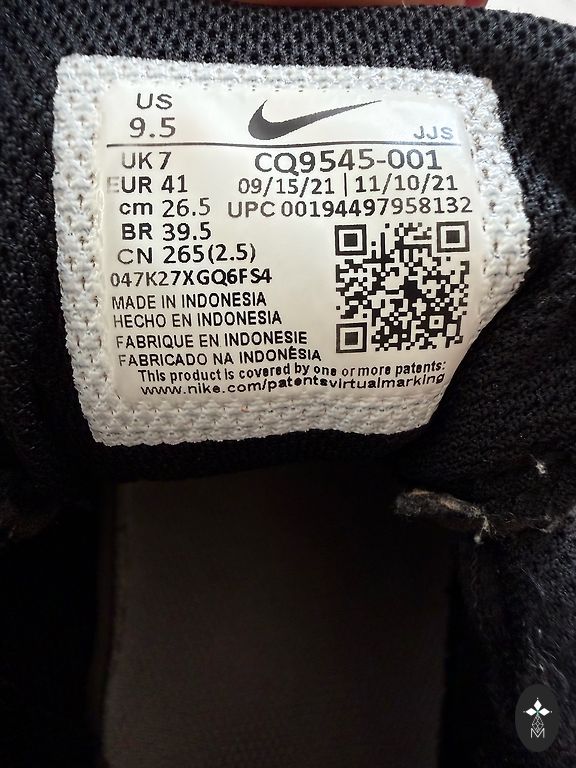 US
9.5
JJS
UK 7
CQ9545-001
EUR 41
09/15/21 | 11/10/21
cm 26.5
UPC 00194497958132
BR 39.5
CN 265(2.5)
047K27XGQ6FS4
MADE IN INDONESIA
HECHO EN INDONESIA
FABRIQUE EN INDONESIE
FABRICADO NA INDONÉSIA
This product is covered by one or more patents:
www.nike.com/patentsvirtualmarking
M